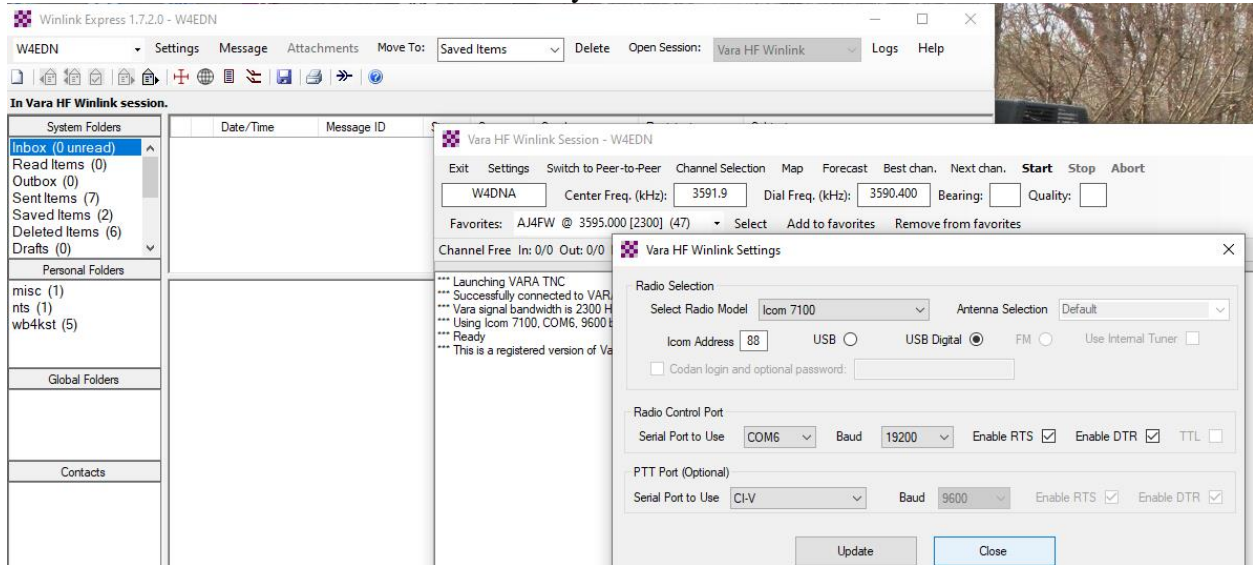 Winlink Express 1.7.2.0 - W4EDN
W4EDN Settings Message Attachments Move To: Saved Items Delete Open Session: Vara HF Winlink Logs Help
In Vara HF Winlink session.
System Folders
Inbox (0 unread)
Read Items (0)
Outbox (0)
Sent Items (7)
Saved Items (2)
Deleted Items (6)
Drafts (0)
Personal Folders
misc (1)
nts (1)
wb4kst (5)
Global Folders
Contacts
Date/Time Message ID
Vara HF Winlink Session - W4EDN
Exit Settings Switch to Peer-to-Peer Channel Selection Map Forecast Best chan. Next chan. Start Stop Abort
W4DNA Center Freq. (kHz): 3591.9 Dial Freq. (kHz): 3590.400 Bearing: Quality:
Favorites: AJ4FW @ 3595.000 [2300] (47) Select Add to favorites Remove from favorites
Channel Free In: 0/0 Out: 0/0
*** Launching VARA TNC
*** Successfully connected to VAR
*** Vara signal bandwidth is 2300 H
*** Using Icom 7100, COM6, 9600 b
*** Ready
*** This is a registered version of Va
Vara HF Winlink Settings
Radio Selection
Select Radio Model Icom 7100 Antenna Selection Default
Icom Address 88 USB USB Digital FM Use Internal Tuner
Codan login and optional password:
Radio Control Port
Serial Port to Use COM6 Baud 19200 Enable RTS Enable DTR TTL
PTT Port (Optional)
Serial Port to Use CI-V Baud 9600 Enable RTS Enable DTR
Update Close